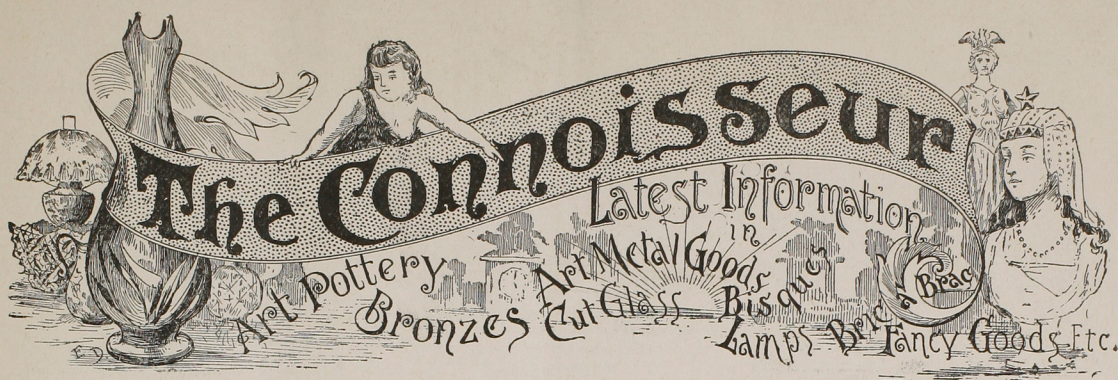 The Connoisseur
Latest Information
in
Art Pottery
Bronzes
Art Metal Goods
Cut Glass
Bisques
Lamps
Bric a Brac
Fancy Goods Etc.
E D